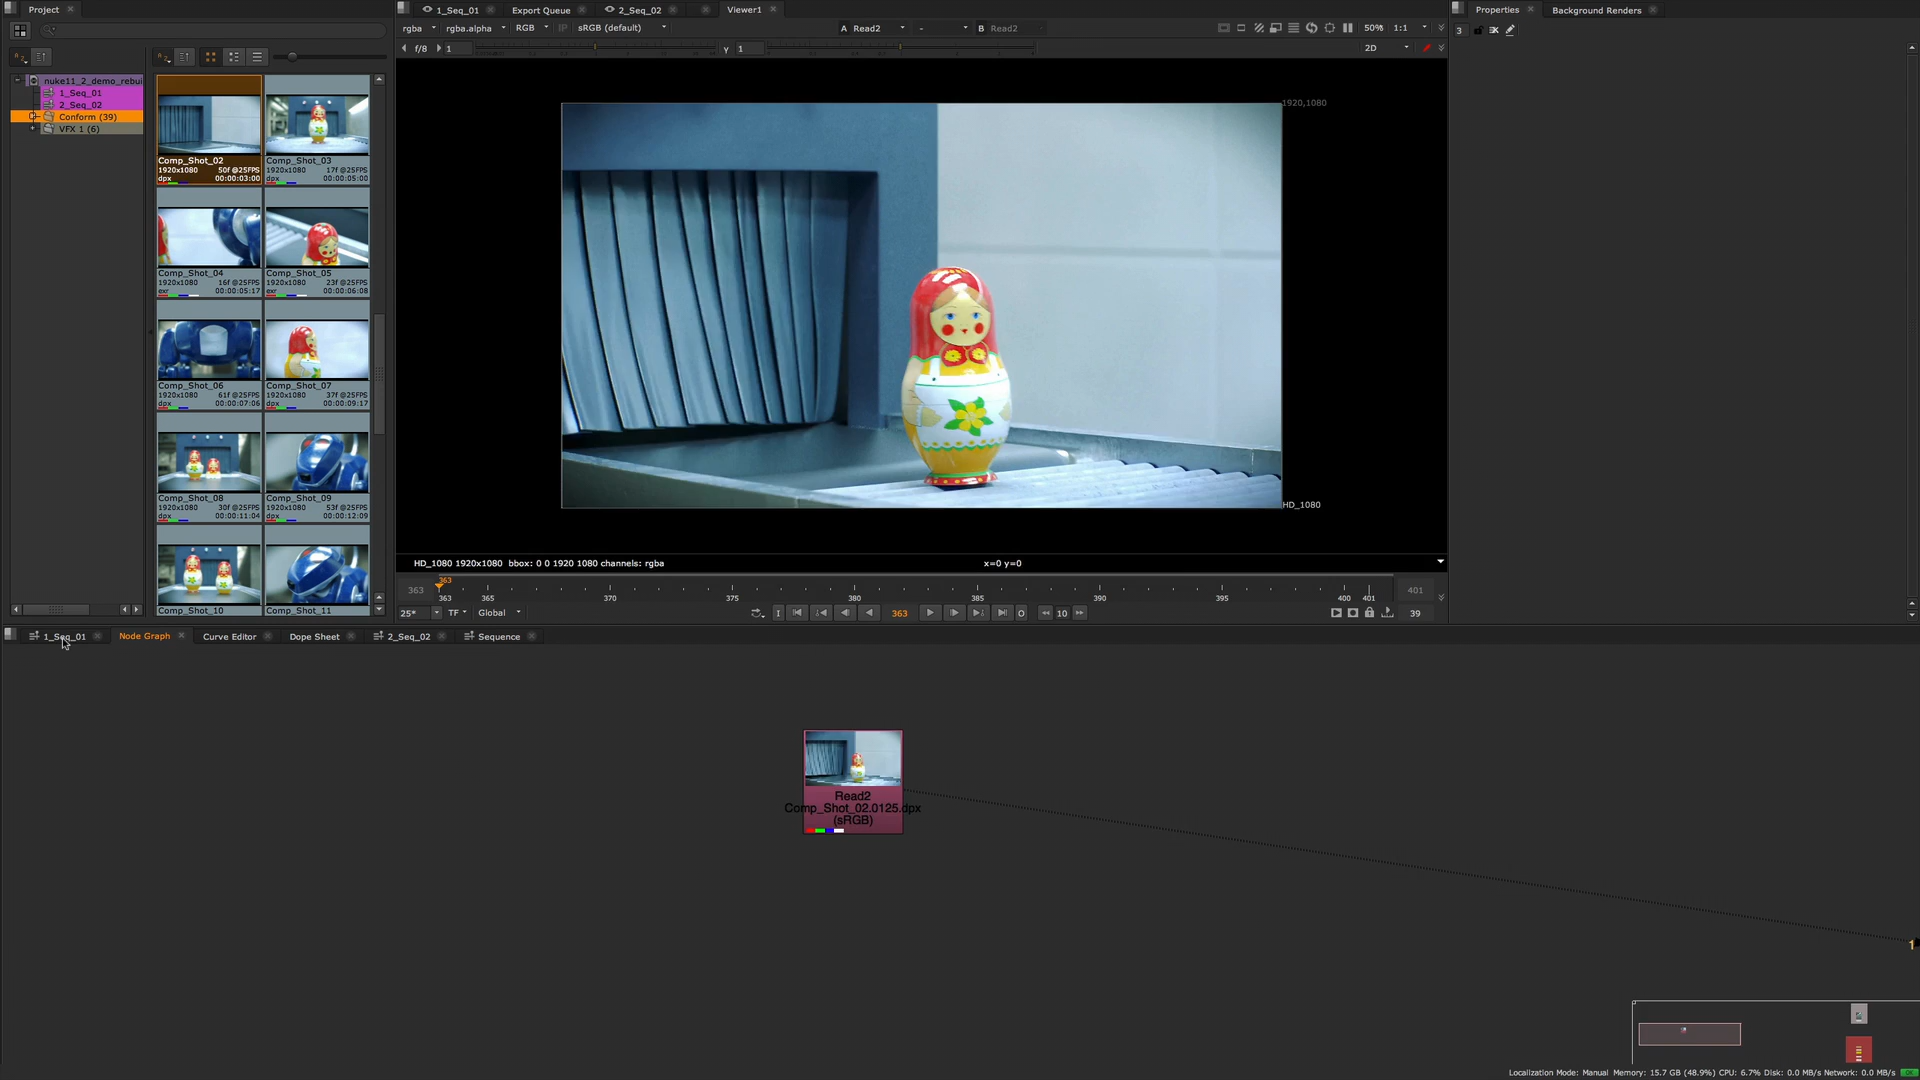 Project
1_Seq_01
Export Queue
2_Seq_02
Viewer1
Properties
Background Renders
rgba
rgba.alpha
RGB
IP
sRGB (default)
A Read2
-
B Read2
50%
1:1
3
f/8
1
Y 1
2D
nuke11_2_demo_rebui
1_Seq_01
2_Seq_02
Conform (39)
VFX 1 (6)
Comp_Shot_02
1920x1080 50f @25FPS
dpx 00:00:03:00
Comp_Shot_03
1920x1080 17f @25FPS
dpx 00:00:05:00
Comp_Shot_04
1920x1080 16f @25FPS
exr 00:00:05:17
Comp_Shot_05
1920x1080 23f @25FPS
exr 00:00:06:08
Comp_Shot_06
1920x1080 61f @25FPS
dpx 00:00:07:06
Comp_Shot_07
1920x1080 37f @25FPS
dpx 00:00:09:17
Comp_Shot_08
1920x1080 30f @25FPS
dpx 00:00:11:04
Comp_Shot_09
1920x1080 53f @25FPS
dpx 00:00:12:09
Comp_Shot_10
Comp_Shot_11
1920,1080
HD_1080
HD_1080 1920x1080 bbox: 0 0 1920 1080 channels: rgba
x=0 y=0
363
363
363 365 370 375 380 385 390 395 400 401
401
25*
TF
Global
I
363
O
10
39
1_Seq_01
Node Graph
Curve Editor
Dope Sheet
2_Seq_02
Sequence
Read2
Comp_Shot_02.0125.dpx
(sRGB)
1
Localization Mode: Manual Memory: 15.7 GB (48.9%) CPU: 6.7% Disk: 0.0 MB/s Network: 0.0 MB/s